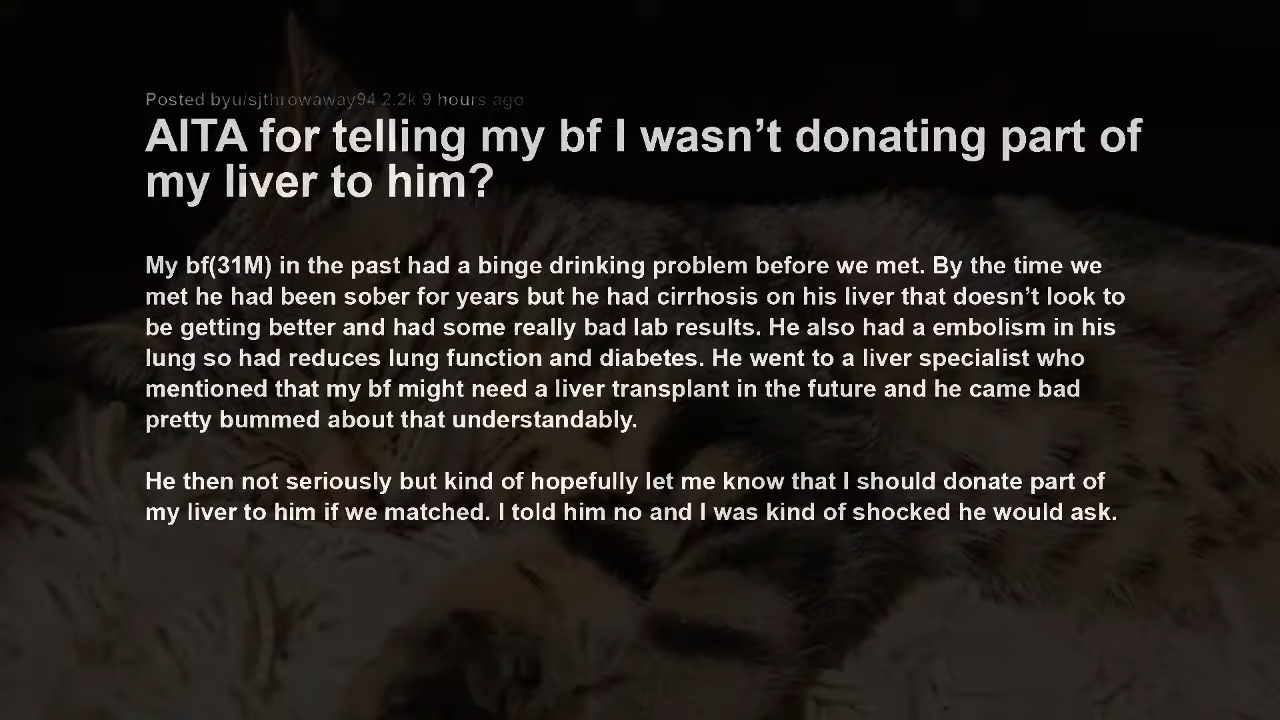 Posted byu/sjthrowaway94 2.2k 9 hours ago
AITA for telling my bf I wasn't donating part of
my liver to him?
My bf(31M) in the past had a binge drinking problem before we met. By the time we
met he had been sober for years but he had cirrhosis on his liver that doesn't look to
be getting better and had some really bad lab results. He also had a embolism in his
lung so had reduces lung function and diabetes. He went to a liver specialist who
mentioned that my bf might need a liver transplant in the future and he came bad
pretty bummed about that understandably.
He then not seriously but kind of hopefully let me know that I should donate part of
my liver to him if we matched. I told him no and I was kind of shocked he would ask.